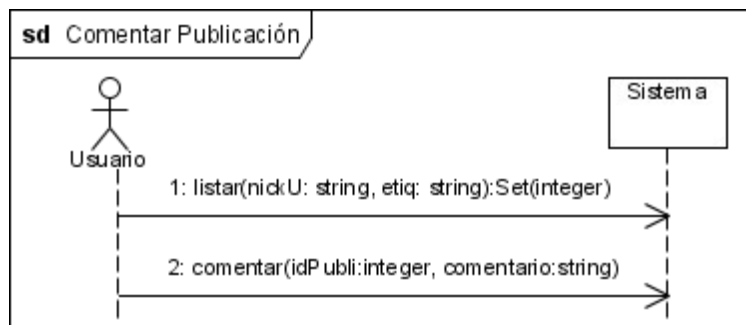 sd Comentar Publicación
Sistema
Usuario
1: listar(nickU: string, etiq: string):Set(integer)
2: comentar(idPubli:integer, comentario:string)